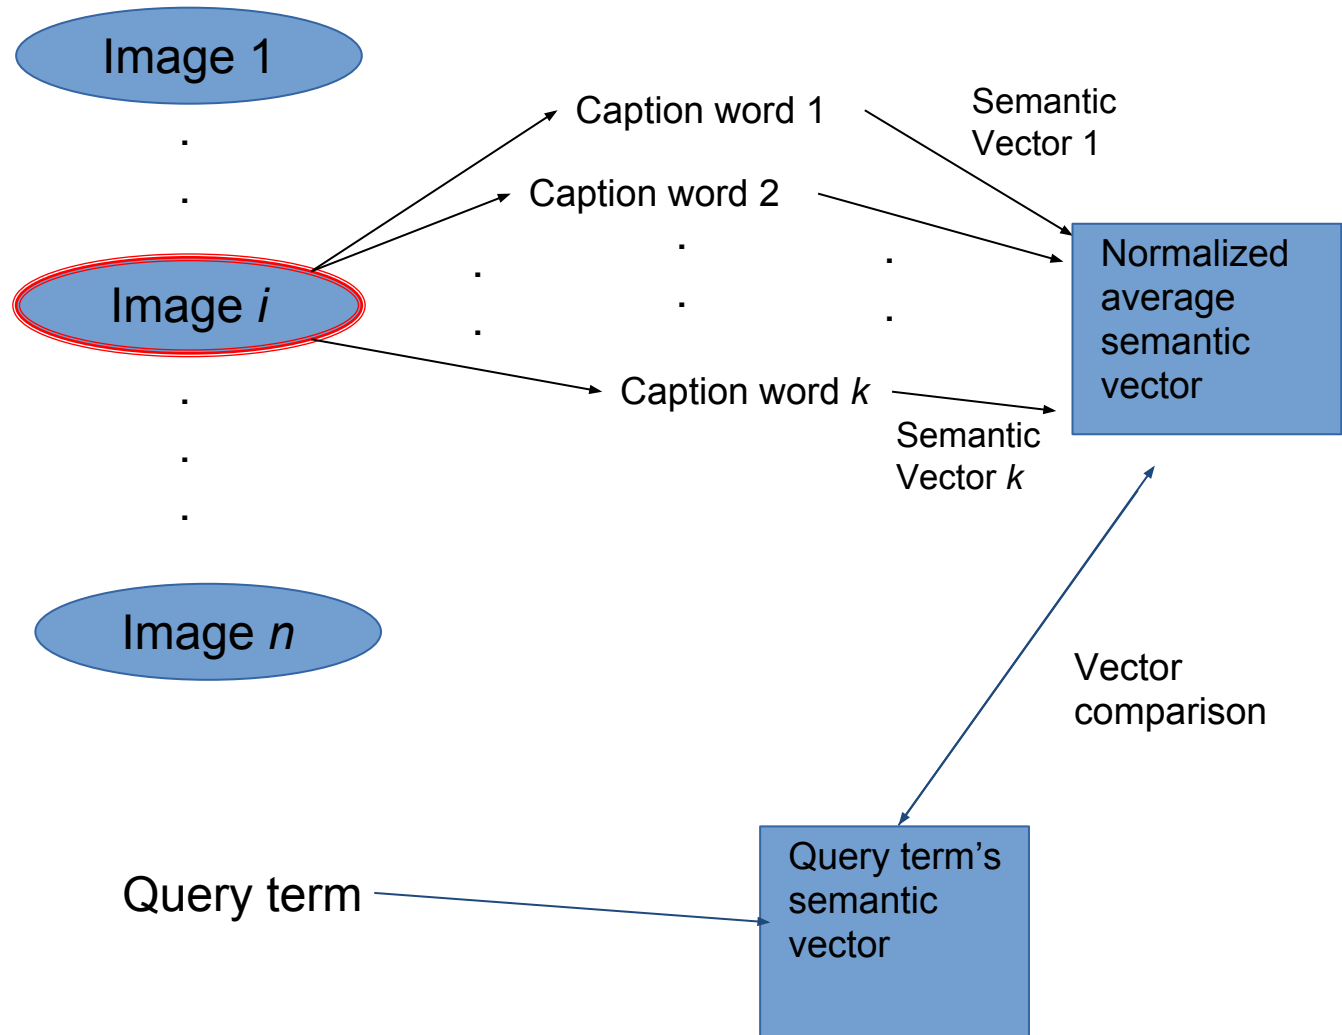 Image 1
Caption word 1
Semantic
Vector 1
Caption word 2
Image i
Normalized
average
semantic
vector
Caption word k
Semantic
Vector k
Image n
Vector
comparison
Query term
Query term’s
semantic
vector